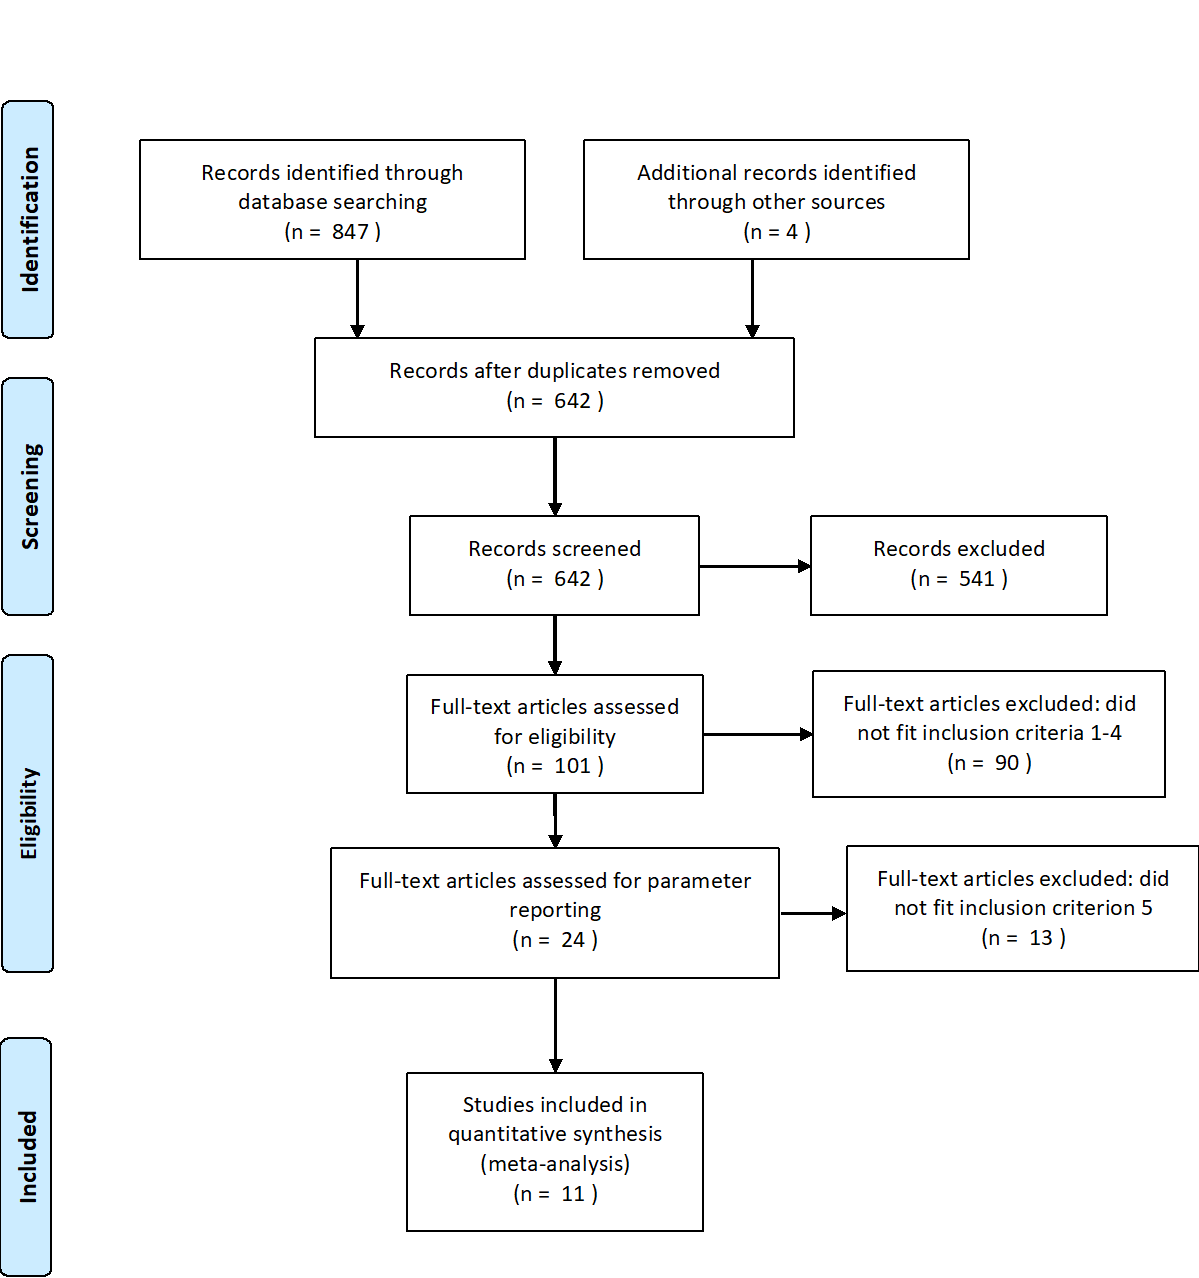 Identification
Records identified through
database searching
(n =  847 )
Additional records identified
through other sources
(n = 4 )
Records after duplicates removed
(n =  642 )
Screening
Records screened
(n =  642 )
Records excluded
(n =  541 )
Eligibility
Full-text articles assessed
for eligibility
(n =  101 )
Full-text articles excluded: did
not fit inclusion criteria 1-4
(n =  90 )
Full-text articles assessed for parameter
reporting
(n =  24 )
Full-text articles excluded: did
not fit inclusion criterion 5
(n =  13 )
Included
Studies included in
quantitative synthesis
(meta-analysis)
(n =  11 )